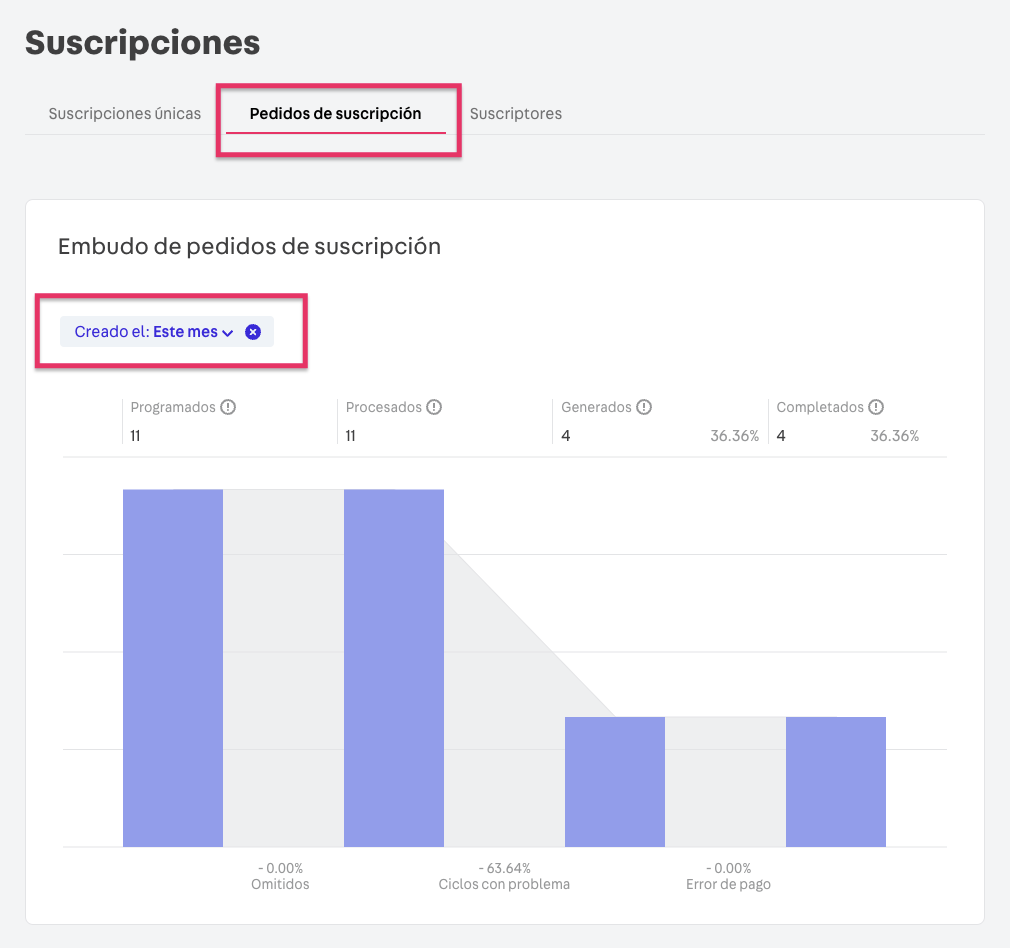 Suscripciones
Suscripciones únicas
Pedidos de suscripción
Suscriptores
Embudo de pedidos de suscripción
Creado el: Este mes
Programados
11
Procesados
11
Generados
4 36.36%
Completados
4 36.36%
- 0.00%
Omitidos
- 63.64%
Ciclos con problema
- 0.00%
Error de pago